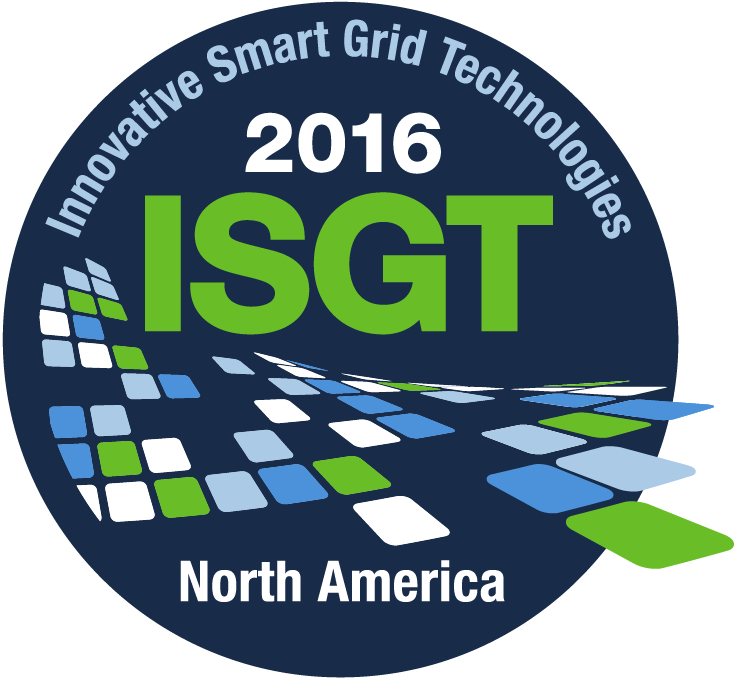 Innovative Smart Grid Technologies
2016
ISGT
North America